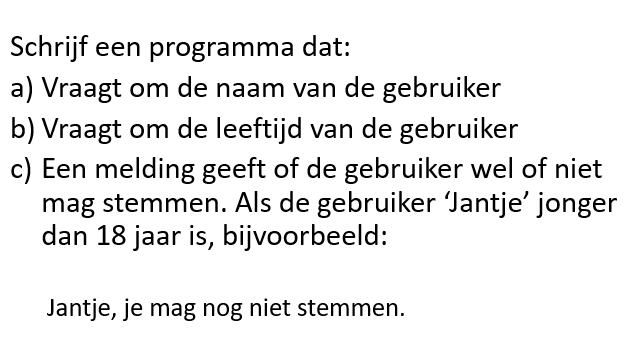 Schrijf een programma dat:
a) Vraagt om de naam van de gebruiker
b) Vraagt om de leeftijd van de gebruiker
c) Een melding geeft of de gebruiker wel of niet
mag stemmen. Als de gebruiker ‘Jantje’ jonger
dan 18 jaar is, bijvoorbeeld:
Jantje, je mag nog niet stemmen.